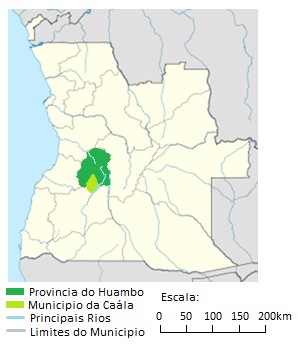 Provincia do Huambo
Municipio da Caála
Principais Rios
Limites do Municipio
Escala:
0 50 100 150 200km